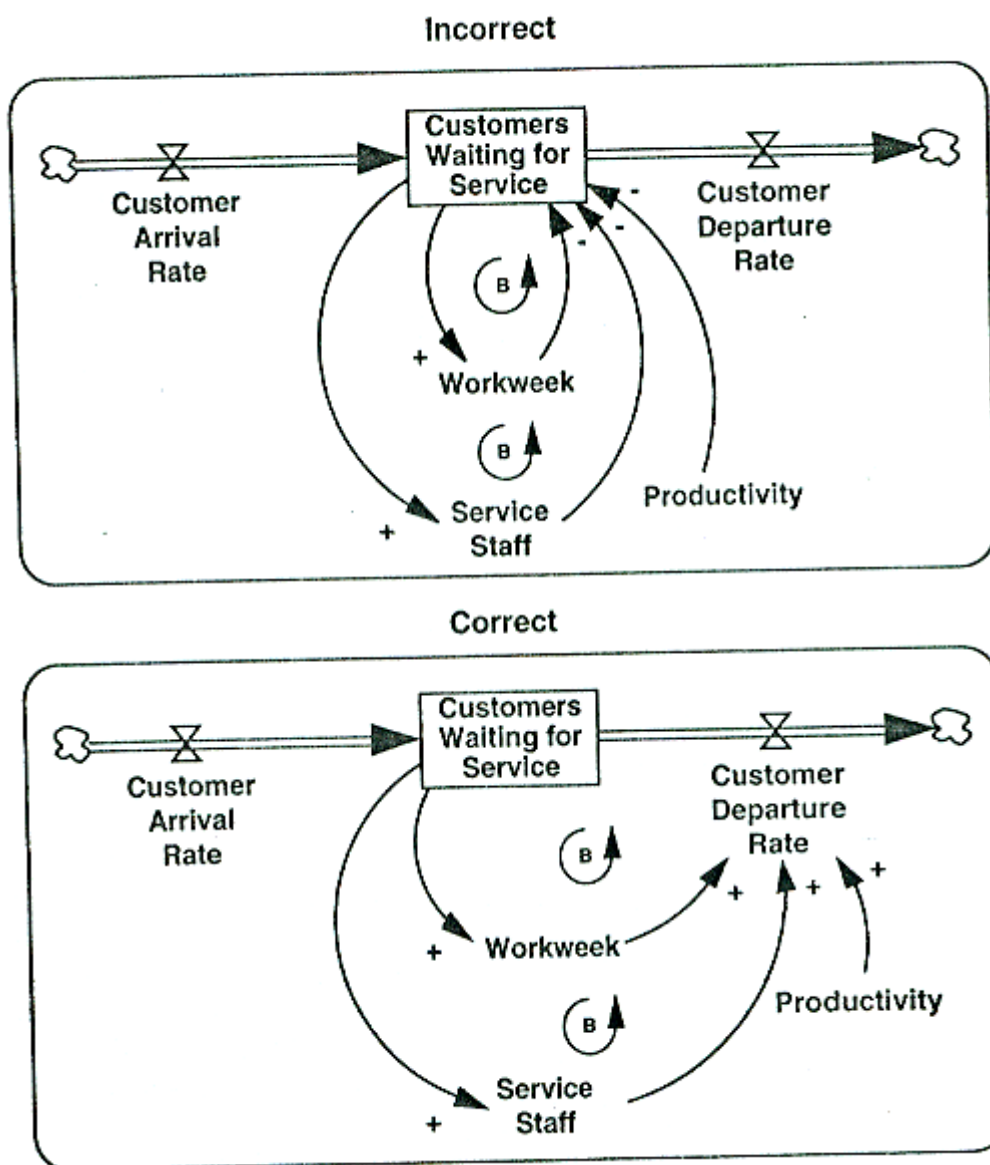 Incorrect
Customers
Waiting for
Service
Customer
Arrival
Rate
Customer
Departure
Rate
-
-
-
B
+
Workweek
B
Productivity
+
Service
Staff
Correct
Customers
Waiting for
Service
Customer
Arrival
Rate
Customer
Departure
Rate
B
+
+
+
+
Workweek
Productivity
B
Service
Staff
+